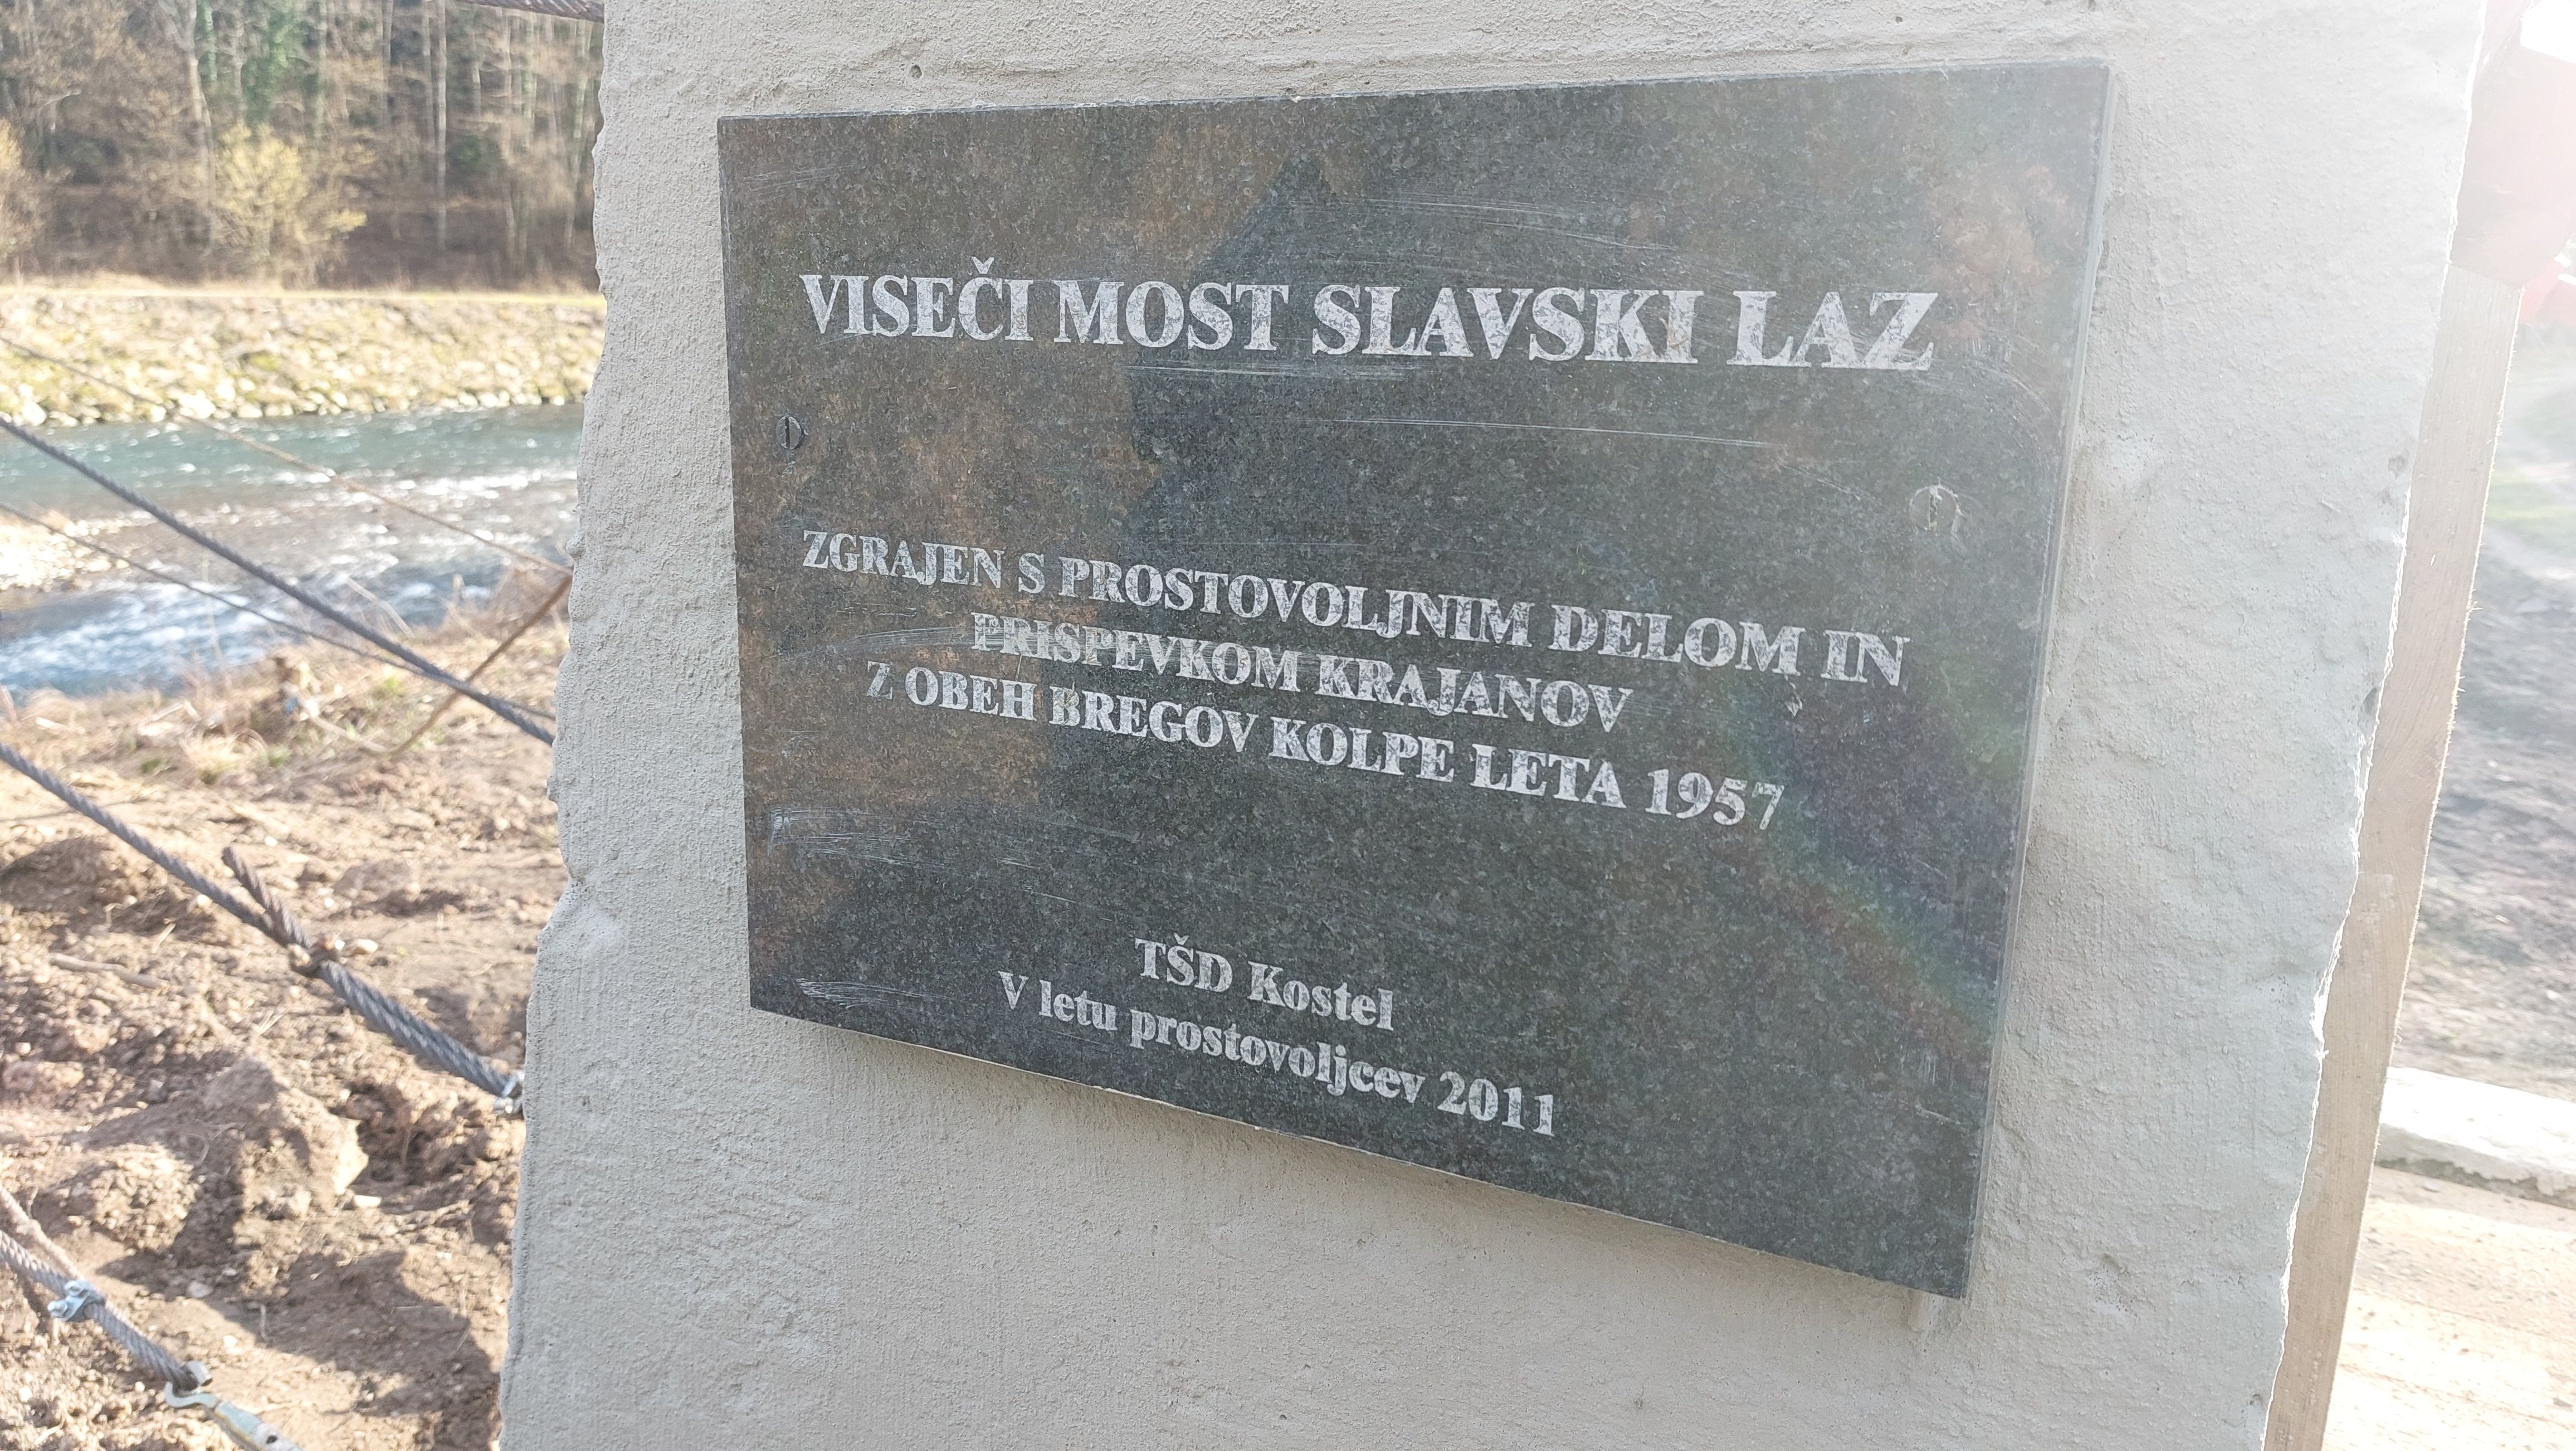 VISEČI MOST SLAVSKI LAZ
ZGRAJEN S PROSTOVOLJNIM DELOM IN
PRISPEVKOM KRAJANOV
Z OBEH BREGOV KOLPE LETA 1957
TŠD Kostel
V letu prostovoljcev 2011